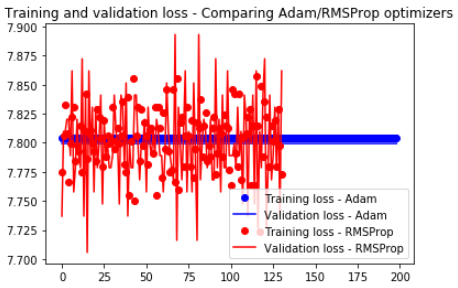 Training and validation loss - Comparing Adam/RMSProp optimizers
7.900
7.875
7.850
7.825
7.800
7.775
7.750
7.725
7.700
Training loss - Adam
Validation loss - Adam
Training loss - RMSProp
Validation loss - RMSProp
0 25 50 75 100 125 150 175 200